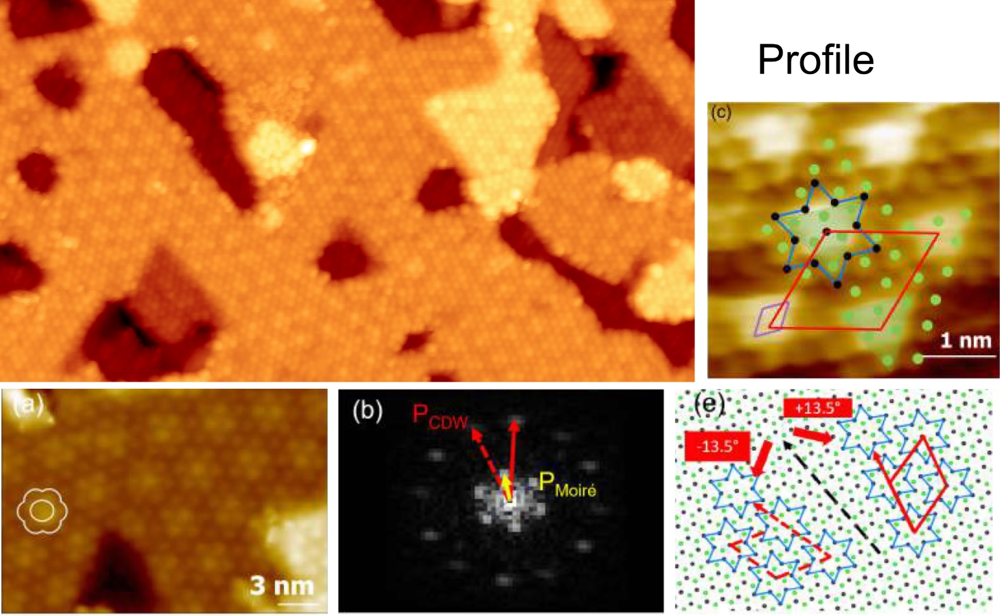 Profile
(c)
1 nm
(a)
3 nm
(b)
PCDW
PMoiré
(e)
+13.5°
-13.5°